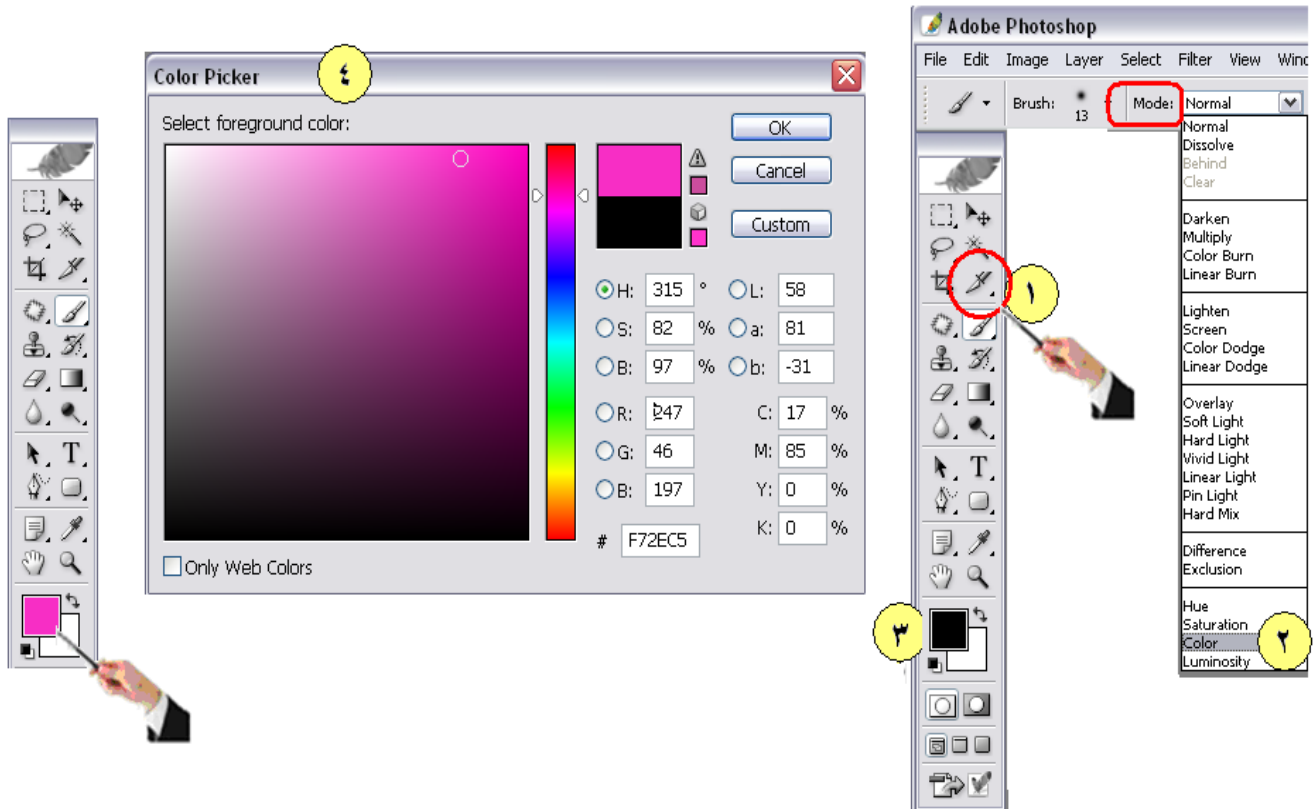 Color Picker
٤
Select foreground color:
OK
Cancel
Custom
H: 315 °
L: 58
S: 82 %
a: 81
B: 97 %
b: -31
R: 247
C: 17 %
G: 46
M: 85 %
B: 197
Y: 0 %
# F72EC5
K: 0 %
Only Web Colors
T
Adobe Photoshop
File Edit Image Layer Select Filter View Wind
Brush: 13 Mode: Normal
Normal
Dissolve
Behind
Clear
Darken
Multiply
Color Burn
Linear Burn
Lighten
Screen
Color Dodge
Linear Dodge
Overlay
Soft Light
Hard Light
Vivid Light
Linear Light
Pin Light
Hard Mix
Difference
Exclusion
Hue
Saturation
Color
Luminosity
١
٢
٣
T